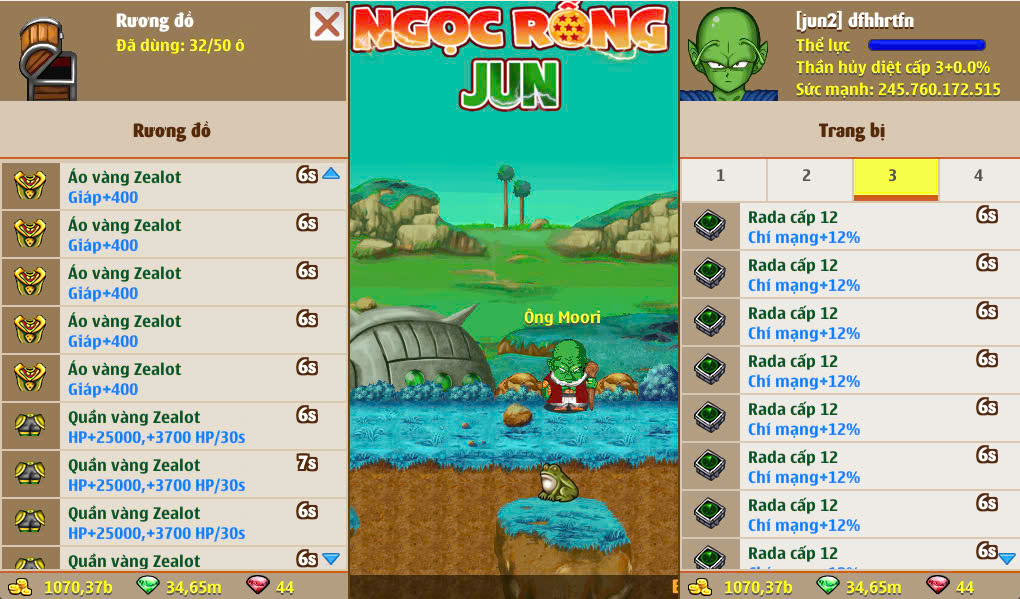 Rương đồ
Đã dùng: 32/50 ô
Rương đồ
Áo vàng Zealot
6s
Giáp+400
Áo vàng Zealot
6s
Giáp+400
Áo vàng Zealot
6s
Giáp+400
Áo vàng Zealot
6s
Giáp+400
Áo vàng Zealot
6s
Giáp+400
Quần vàng Zealot
6s
HP+25000,+3700 HP/30s
Quần vàng Zealot
7s
HP+25000,+3700 HP/30s
Quần vàng Zealot
6s
HP+25000,+3700 HP/30s
Quần vàng Zealot
6s
1070,37b 34,65m 44
NGỌC RỒNG
JUN
Ông Moori
[jun2] dfhhrtfn
Thể lực
Thần hủy diệt cấp 3+0.0%
Sức mạnh: 245.760.172.515
Trang bị
1 2 3 4
Rada cấp 12
6s
Chí mạng+12%
Rada cấp 12
6s
Chí mạng+12%
Rada cấp 12
6s
Chí mạng+12%
Rada cấp 12
6s
Chí mạng+12%
Rada cấp 12
6s
Chí mạng+12%
Rada cấp 12
6s
Chí mạng+12%
Rada cấp 12
6s
Chí mạng+12%
Rada cấp 12
6s
1070,37b 34,65m 44